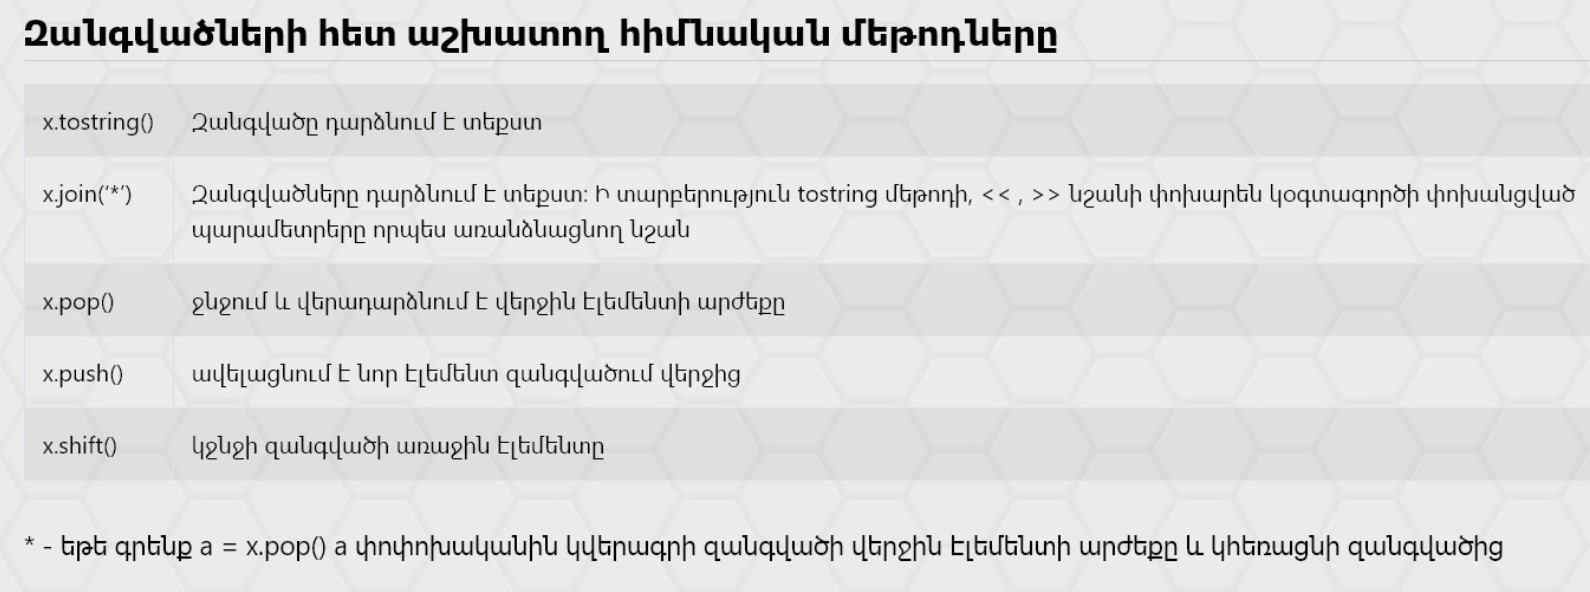 Զանգվածների հետ աշխատող հիմնական մեթոդները
x.tostring() Զանգվածը դարձնում է տեքստ
x.join(‘*’) Զանգվածները դարձնում է տեքստ։ Ի տարբերություն tostring մեթոդի, << , >> նշանի փոխարեն կօգտագործի փոխանցված
պարամետրերը որպես առանձնացնող նշան
x.pop() ջնջում և վերադարձնում է վերջին էլեմենտի արժեքը
x.push() ավելացնում է նոր էլեմենտ զանգվածում վերջից
x.shift() կջնջի զանգվածի առաջին էլեմենտը
* - եթե գրենք a = x.pop() a փոփոխականին կվերագրի զանգվածի վերջին էլեմենտի արժեքը և կհեռացնի զանգվածից